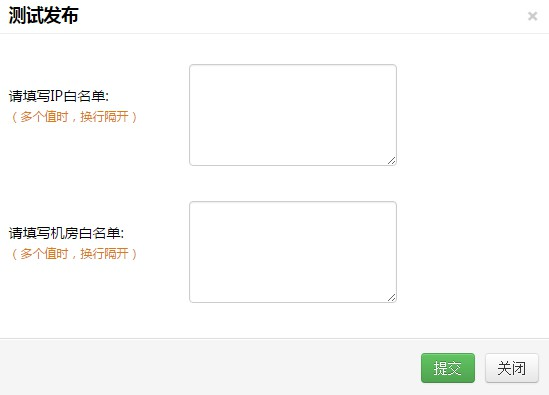 测试发布
×
请填写IP白名单:
（多个值时，换行隔开）
请填写机房白名单:
（多个值时，换行隔开）
提交 关闭